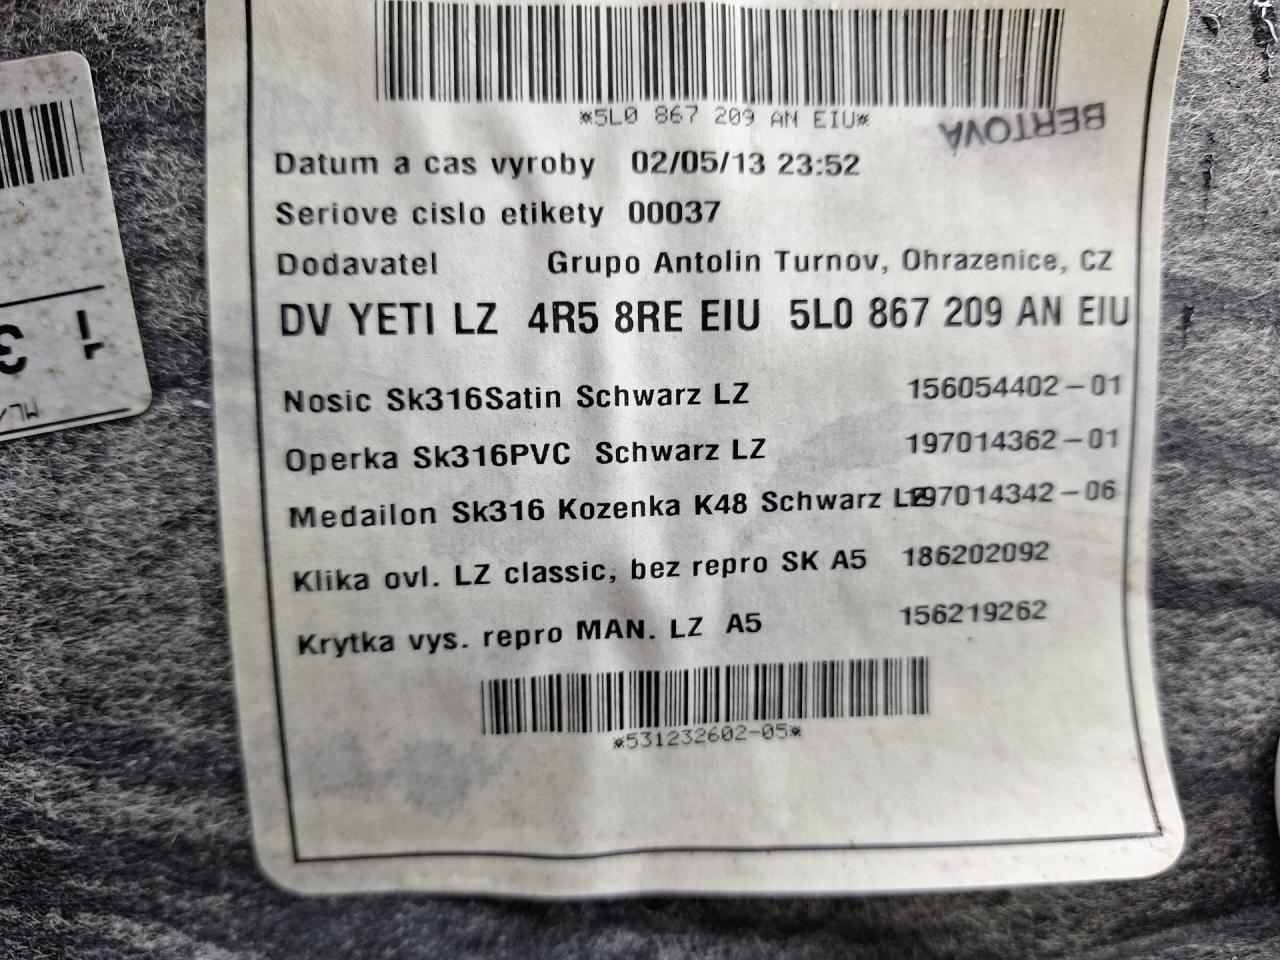 *5L0 867 209 AN EIU*
BERTOVÁ
Datum a cas vyroby 02/05/13 23:52
Seriove cislo etikety 00037
Dodavatel Grupo Antolin Turnov, Ohrazenice, CZ
DV YETI LZ 4R5 8RE EIU 5L0 867 209 AN EIU
Nosic Sk316Satin Schwarz LZ 156054402-01
Operka Sk316PVC Schwarz LZ 197014362-01
Medailon Sk316 Kozenka K48 Schwarz LZ 197014342-06
Klika ovl. LZ classic, bez repro SK A5 186202092
Krytka vys. repro MAN. LZ A5 156219262
*531232602-05*